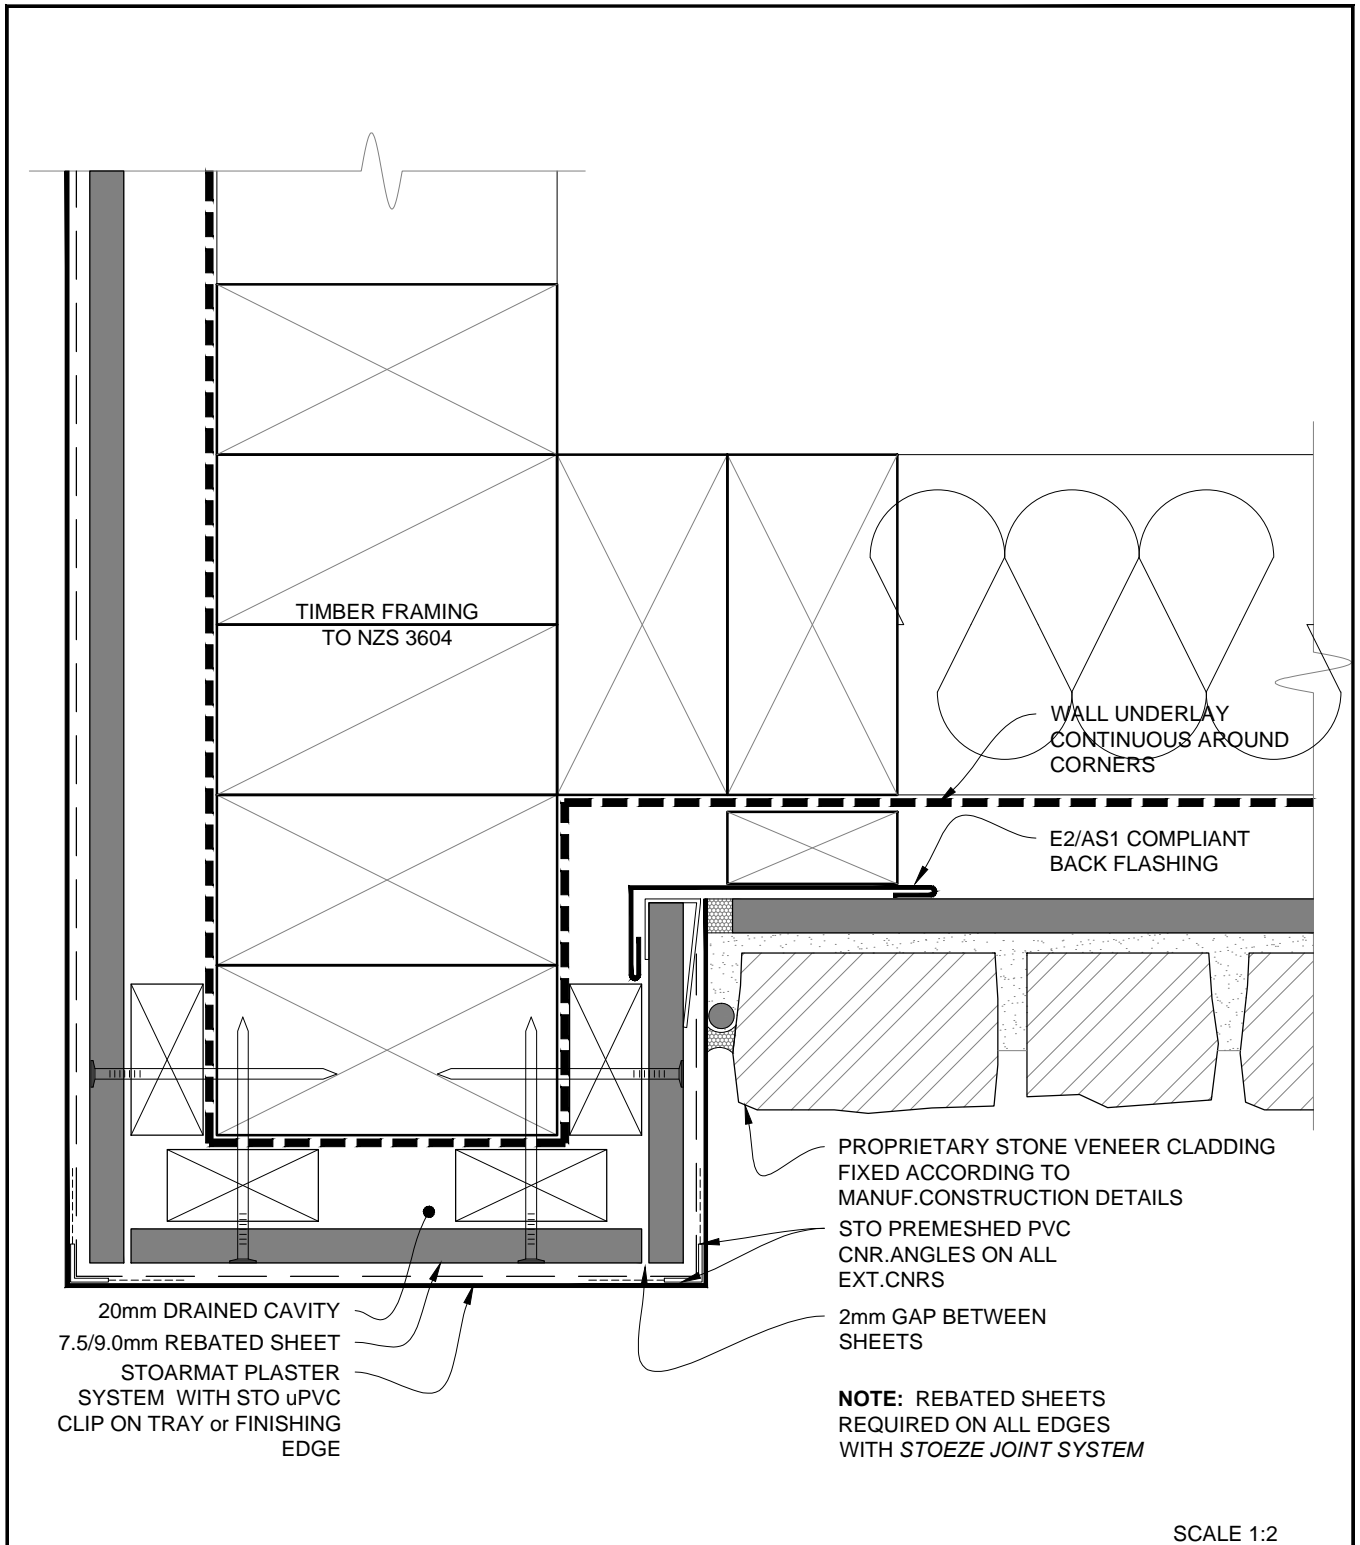 TIMBER FRAMING
TO NZS 3604
WALL UNDERLAY
CONTINUOUS AROUND
CORNERS
E2/AS1 COMPLIANT
BACK FLASHING
PROPRIETARY STONE VENEER CLADDING
FIXED ACCORDING TO
MANUF.CONSTRUCTION DETAILS
STO PREMESHED PVC
CNR.ANGLES ON ALL
EXT.CNRS
2mm GAP BETWEEN
SHEETS
20mm DRAINED CAVITY
7.5/9.0mm REBATED SHEET
STOARMAT PLASTER
SYSTEM WITH STO uPVC
CLIP ON TRAY or FINISHING
EDGE
NOTE: REBATED SHEETS
REQUIRED ON ALL EDGES
WITH STOEZE JOINT SYSTEM
SCALE 1:2